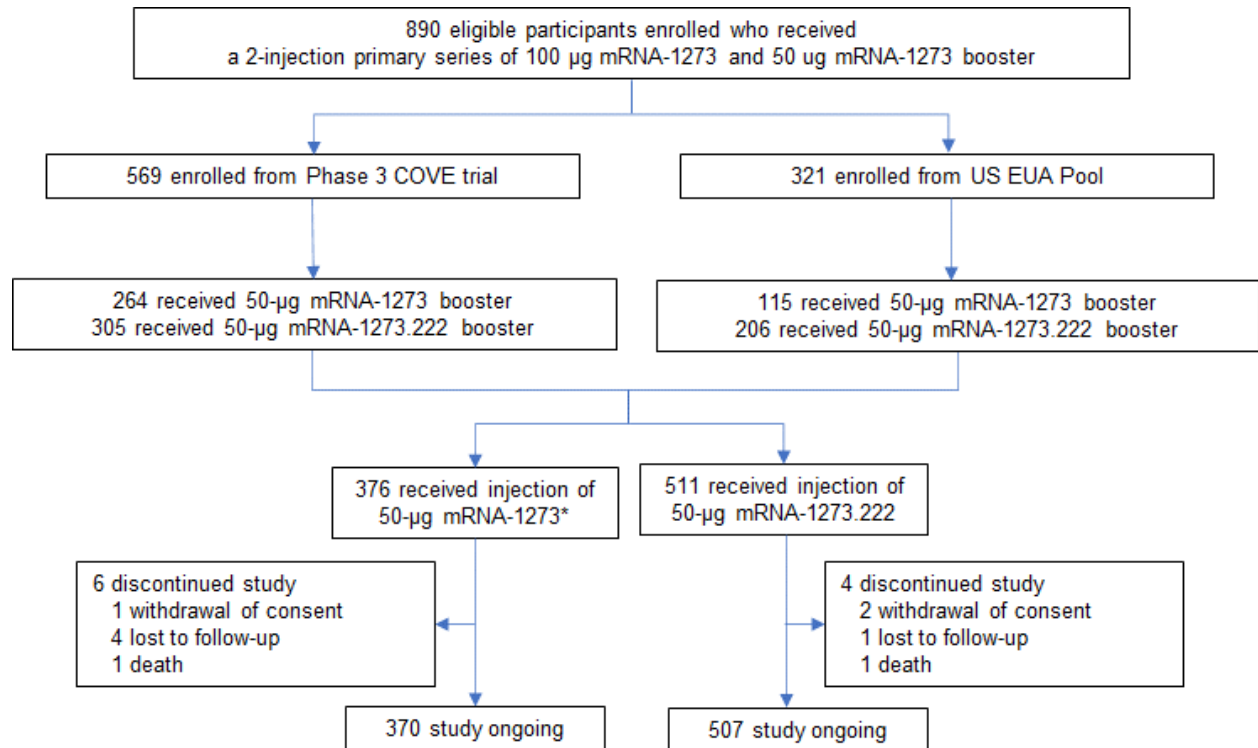 890 eligible participants enrolled who received
a 2-injection primary series of 100 µg mRNA-1273 and 50 ug mRNA-1273 booster
569 enrolled from Phase 3 COVE trial
321 enrolled from US EUA Pool
264 received 50-µg mRNA-1273 booster
305 received 50-µg mRNA-1273.222 booster
115 received 50-µg mRNA-1273 booster
206 received 50-µg mRNA-1273.222 booster
376 received injection of
50-µg mRNA-1273*
511 received injection of
50-µg mRNA-1273.222
6 discontinued study
1 withdrawal of consent
4 lost to follow-up
1 death
4 discontinued study
2 withdrawal of consent
1 lost to follow-up
1 death
370 study ongoing
507 study ongoing